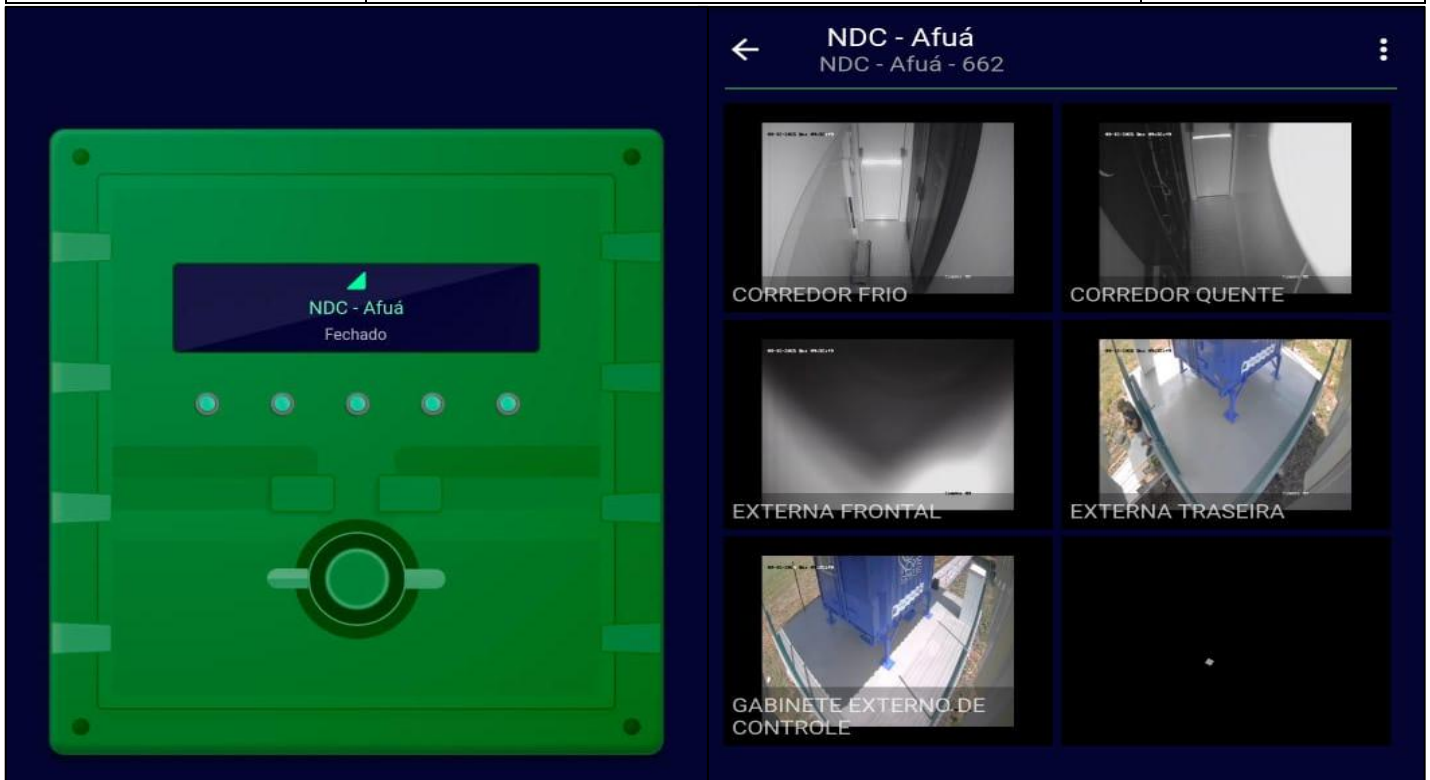 NDC - Afuá
Fechado
NDC - Afuá
NDC - Afuá - 662
CORREDOR FRIO
CORREDOR QUENTE
EXTERNA FRONTAL
EXTERNA TRASEIRA
GABINETE EXTERNO DE
CONTROLE